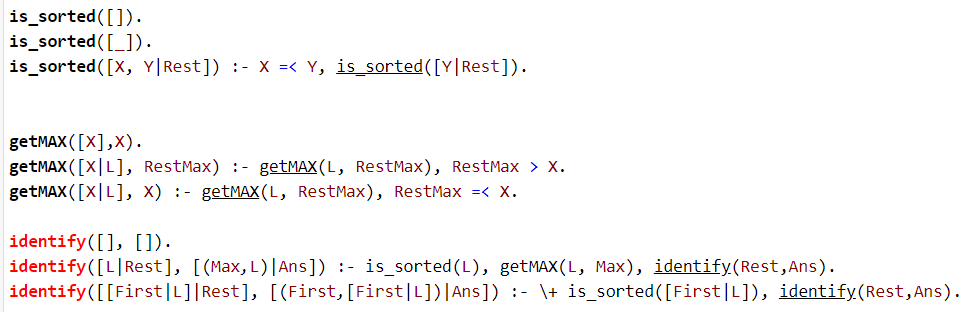 is_sorted([]).
is_sorted([_]).
is_sorted([X, Y|Rest]) :- X =< Y, is_sorted([Y|Rest]).
getMAX([X],X).
getMAX([X|L], RestMax) :- getMAX(L, RestMax), RestMax > X.
getMAX([X|L], X) :- getMAX(L, RestMax), RestMax =< X.
identify([], []).
identify([L|Rest], [(Max,L)|Ans]) :- is_sorted(L), getMAX(L, Max), identify(Rest,Ans).
identify([[First|L]|Rest], [(First,[First|L])|Ans]) :- \+ is_sorted([First|L]), identify(Rest,Ans).